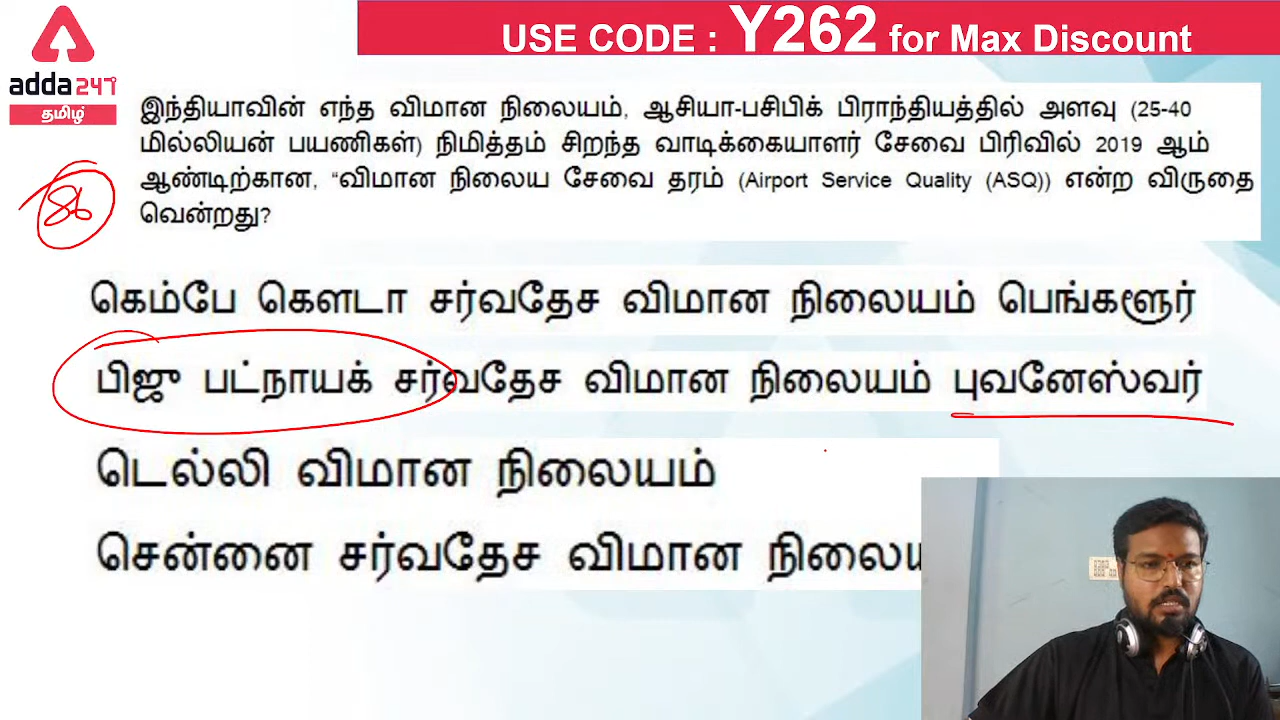 USE CODE : Y262 for Max Discount
adda247
தமிழ்
இந்தியாவின் எந்த விமான நிலையம், ஆசியா-பசிபிக் பிராந்தியத்தில் அளவு (25-40
மில்லியன் பயணிகள்) நிமித்தம் சிறந்த வாடிக்கையாளர் சேவை பிரிவில் 2019 ஆம்
ஆண்டிற்கான, “விமான நிலைய சேவை தரம் (Airport Service Quality (ASQ)) என்ற விருதை
வென்றது?
கெம்பே கௌடா சர்வதேச விமான நிலையம் பெங்களூர்
பிஜு பட்நாயக் சர்வதேச விமான நிலையம் புவனேஸ்வர்
டெல்லி விமான நிலையம்
சென்னை சர்வதேச விமான